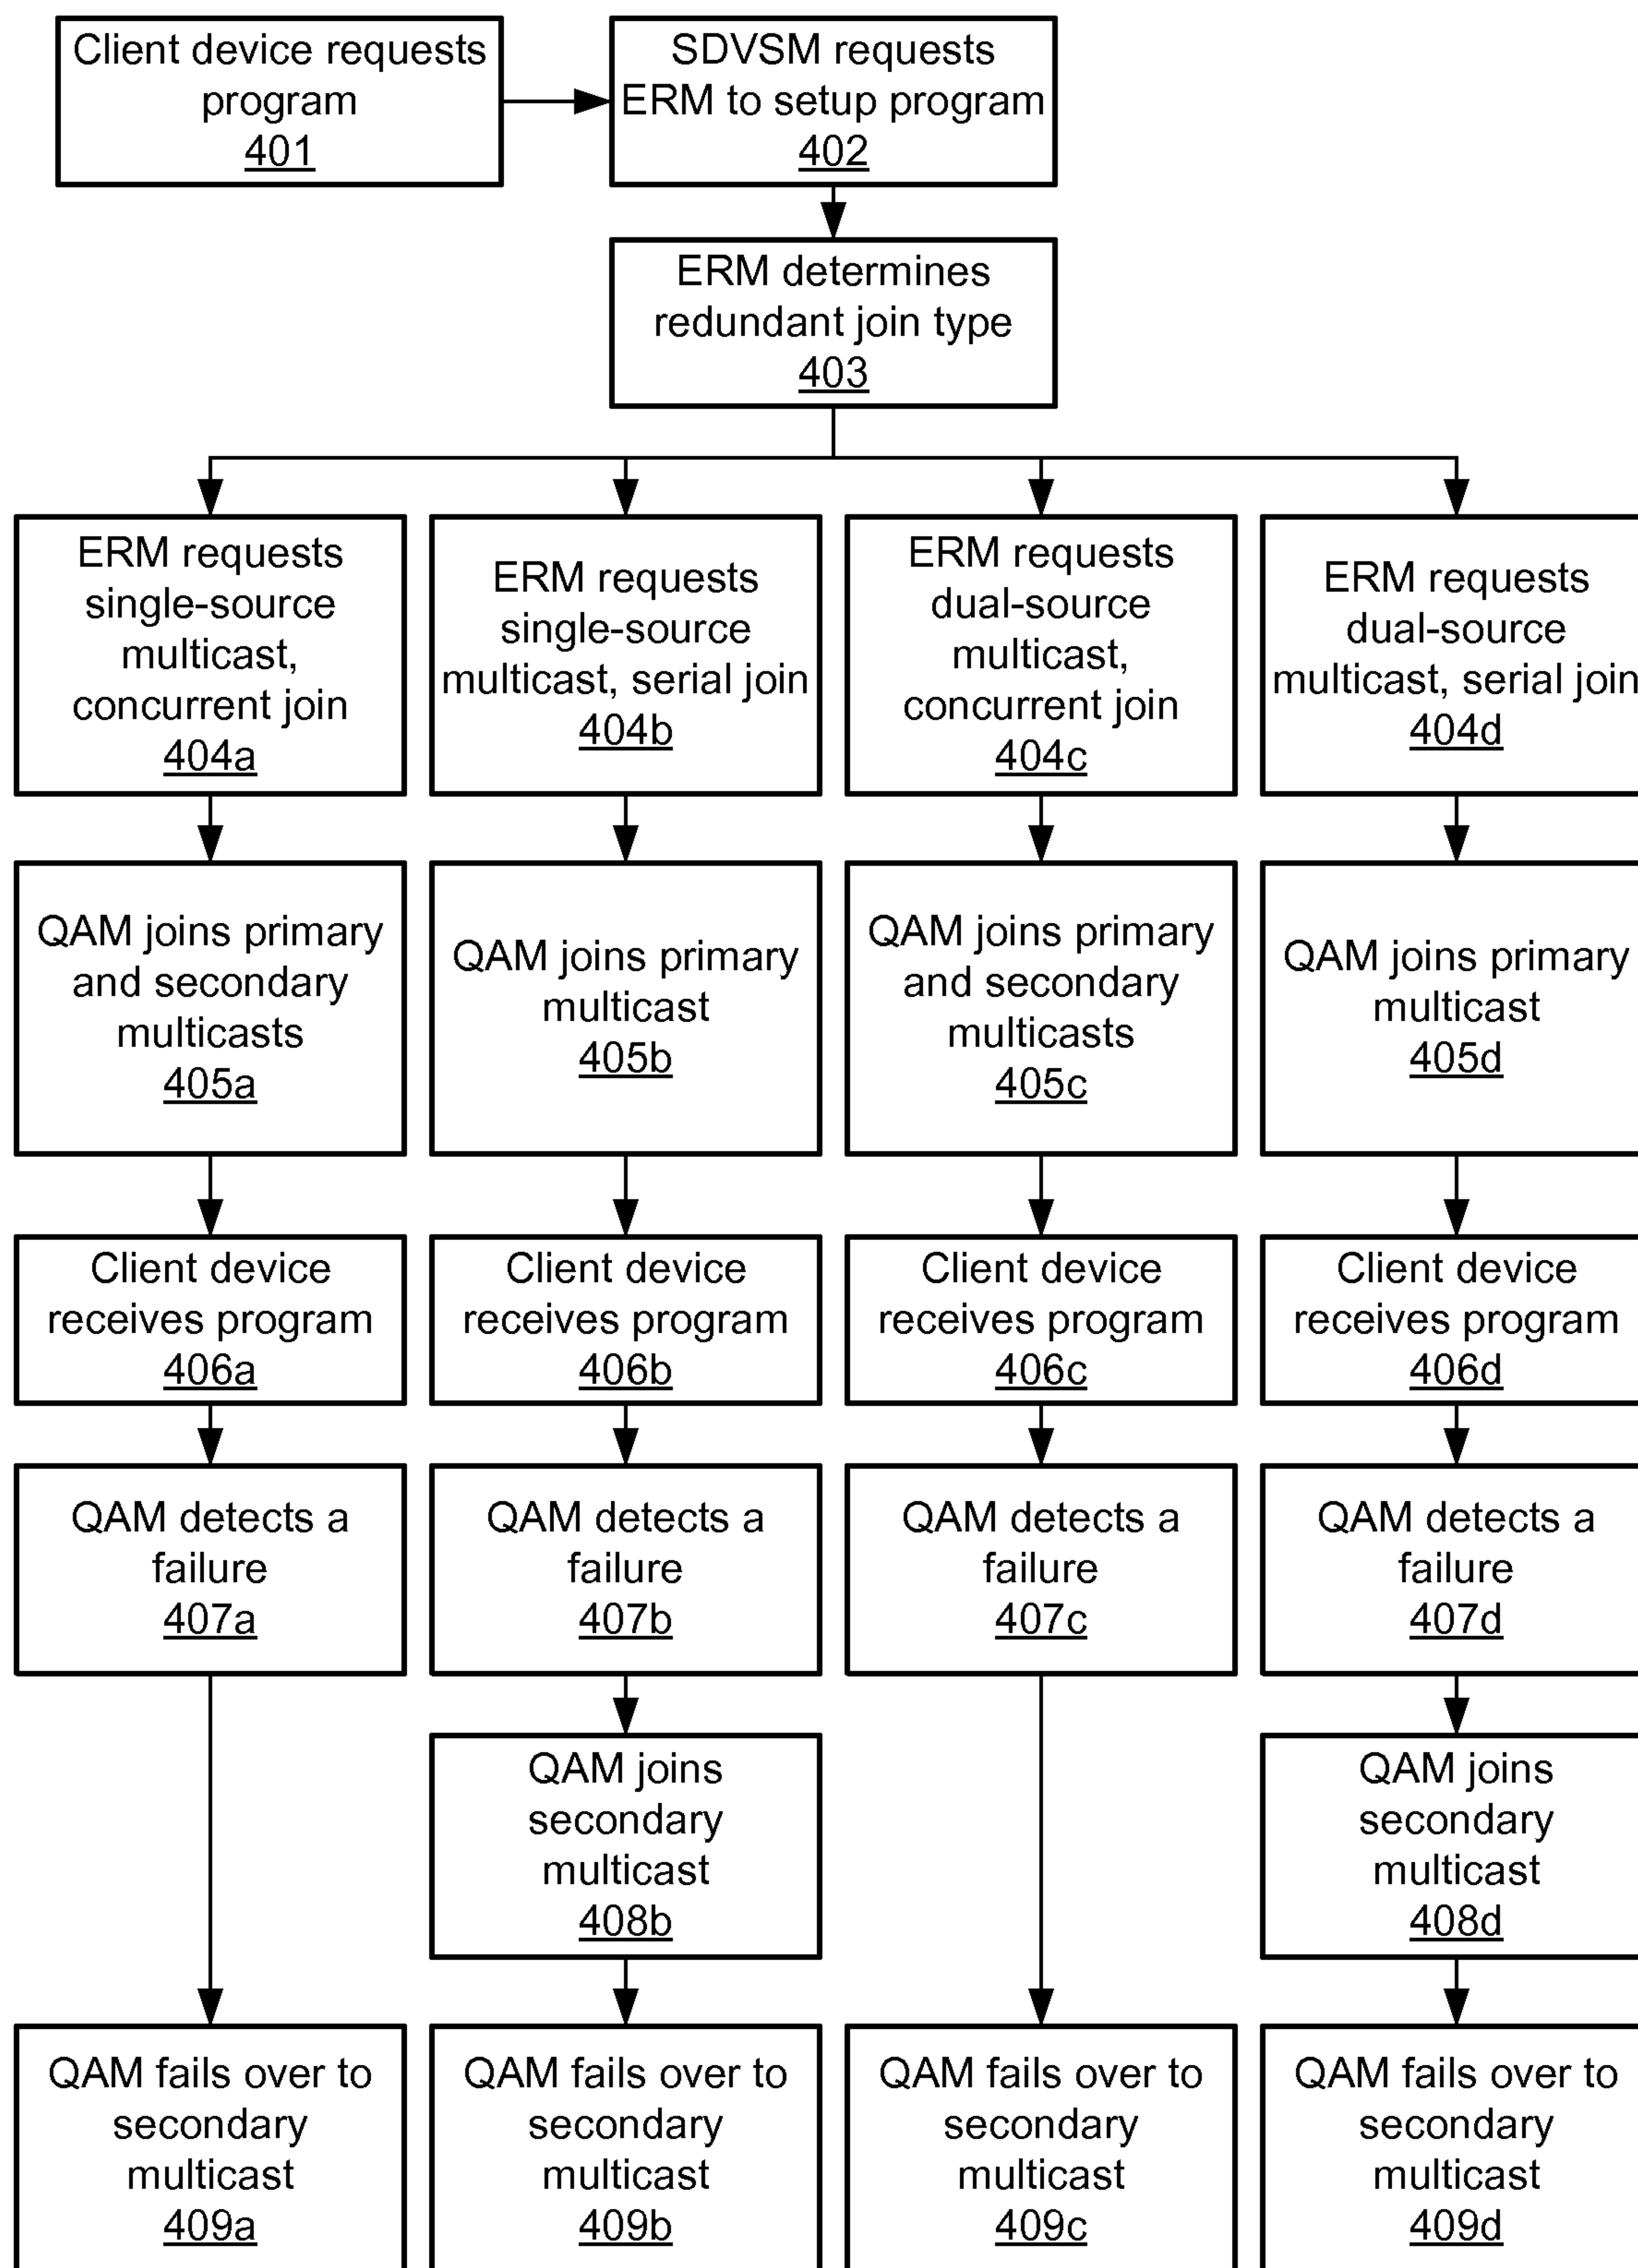 Client device requests
program
401
SDVSM requests
ERM to setup program
402
ERM determines
redundant join type
403
ERM requests
single-source
multicast,
concurrent join
404a
ERM requests
single-source
multicast, serial join
404b
ERM requests
dual-source
multicast,
concurrent join
404c
ERM requests
dual-source
multicast, serial join
404d
QAM joins primary
and secondary
multicasts
405a
QAM joins primary
multicast
405b
QAM joins primary
and secondary
multicasts
405c
QAM joins primary
multicast
405d
Client device
receives program
406a
Client device
receives program
406b
Client device
receives program
406c
Client device
receives program
406d
QAM detects a
failure
407a
QAM detects a
failure
407b
QAM detects a
failure
407c
QAM detects a
failure
407d
QAM joins
secondary
multicast
408b
QAM joins
secondary
multicast
408d
QAM fails over to
secondary
multicast
409a
QAM fails over to
secondary
multicast
409b
QAM fails over to
secondary
multicast
409c
QAM fails over to
secondary
multicast
409d